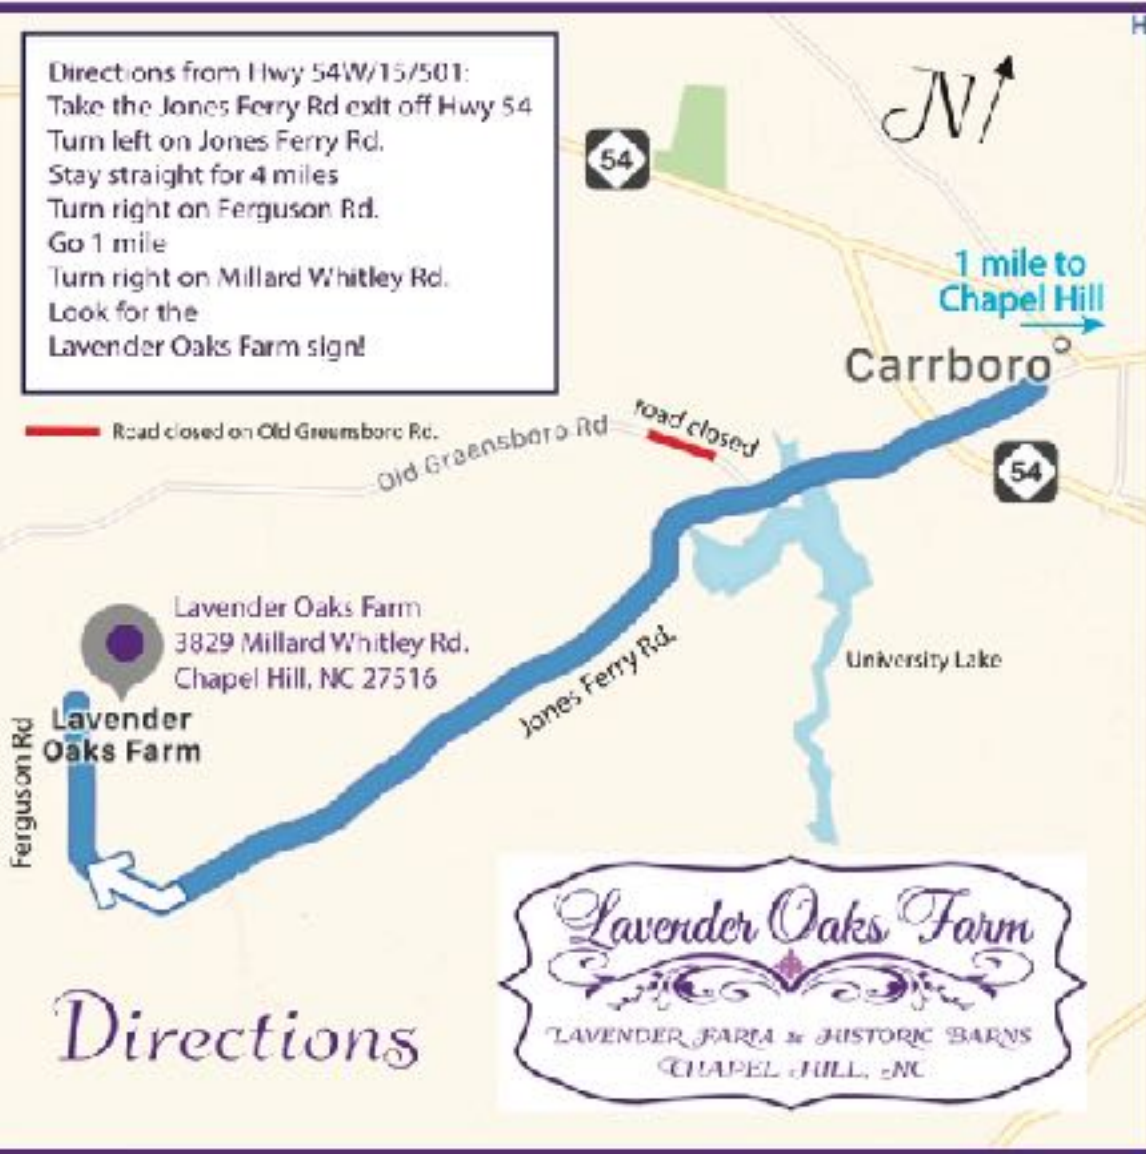 Directions from Hwy 54W/15/501:
Take the Jones Ferry Rd exit off Hwy 54
Turn left on Jones Ferry Rd.
Stay straight for 4 miles
Turn right on Ferguson Rd.
Go 1 mile
Turn right on Millard Whitley Rd.
Look for the
Lavender Oaks Farm sign!
H
N
54
1 mile to
Chapel Hill
Carrboro
Road closed on Old Greensboro Rd.
Old Greensboro Rd
road closed
54
Lavender Oaks Farm
3829 Millard Whitley Rd.
Chapel Hill, NC 27516
Jones Ferry Rd.
University Lake
Lavender
Oaks Farm
Ferguson Rd
Lavender Oaks Farm
LAVENDER FARM & HISTORIC BARNS
CHAPEL HILL, NC
Directions